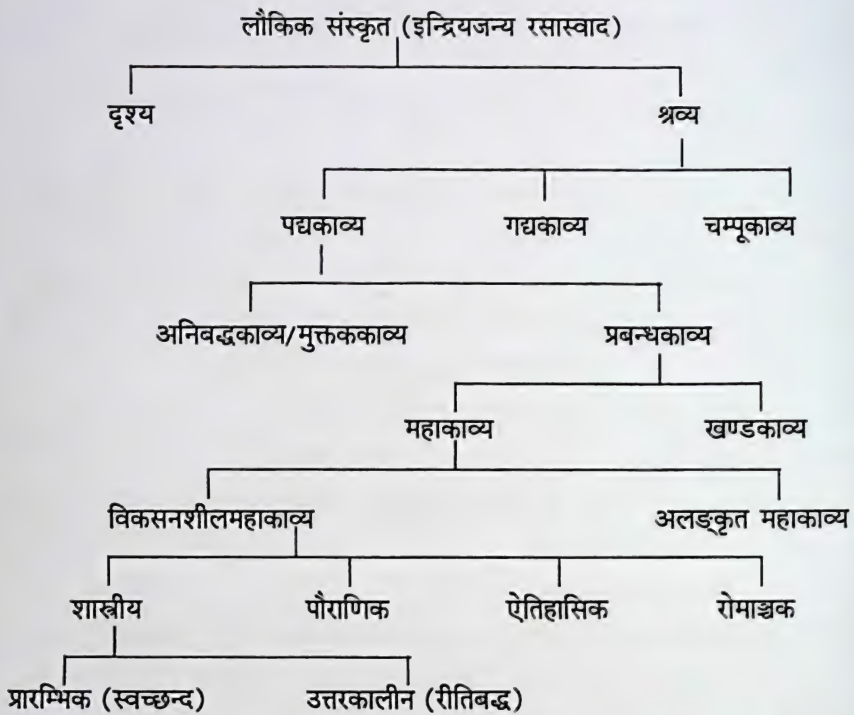 लौकिक संस्कृत (इन्द्रियजन्य रसास्वाद)
दृश्य श्रव्य
पद्यकाव्य गद्यकाव्य चम्पूकाव्य
अनिवद्धकाव्य/मुक्तककाव्य प्रबन्धकाव्य
महाकाव्य खण्डकाव्य
विकसनशीलमहाकाव्य अलङ्कृत महाकाव्य
शास्त्रीय पौराणिक ऐतिहासिक रोमाञ्चक
प्रारम्भिक (स्वच्छन्द) उत्तरकालीन (रीतिबद्ध)